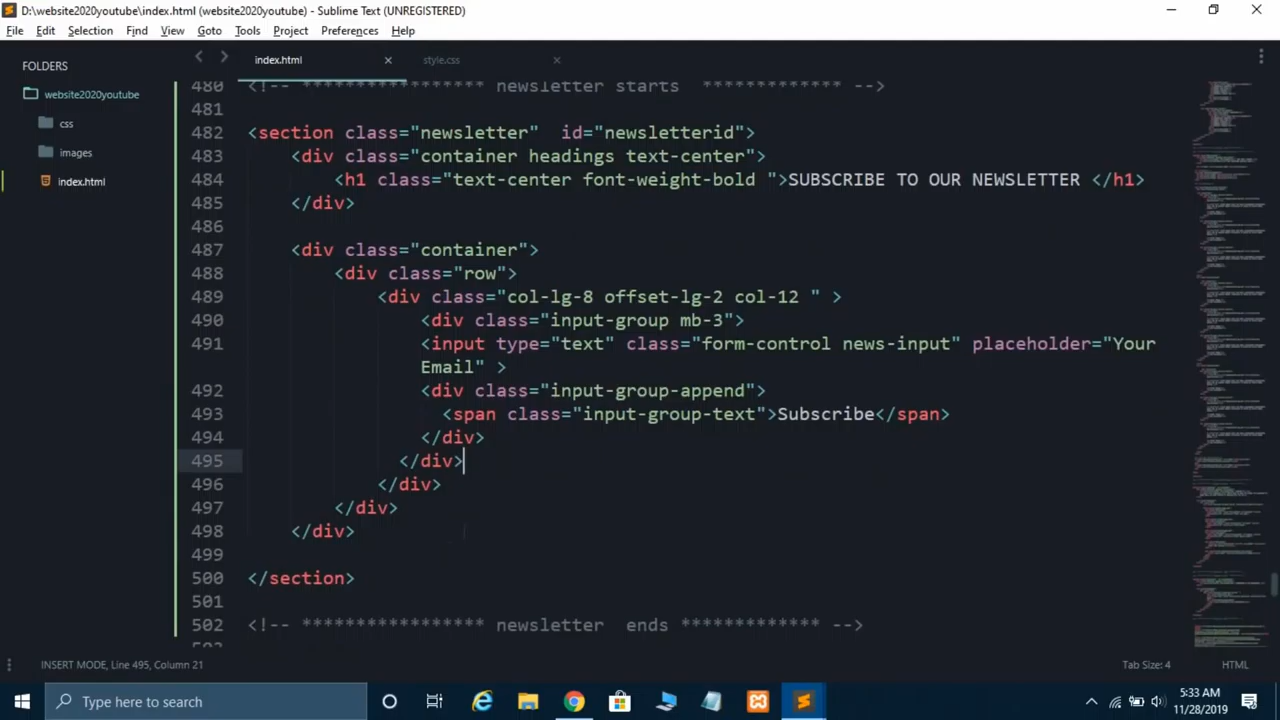 D:\website2020youtube\index.html (website2020youtube) - Sublime Text (UNREGISTERED)
File Edit Selection Find View Goto Tools Project Preferences Help
FOLDERS
website2020youtube
css
images
index.html
index.html style.css
480 <!-- **************** newsletter starts ************ -->
481
482 <section class="newsletter"  id="newsletterid">
483 <div class="container headings text-center">
484 <h1 class="text-center font-weight-bold ">SUBSCRIBE TO OUR NEWSLETTER </h1>
485 </div>
486
487 <div class="container">
488 <div class="row">
489 <div class="col-lg-8 offset-lg-2 col-12 " >
490 <div class="input-group mb-3">
491 <input type="text" class="form-control news-input" placeholder="Your
Email" >
492 <div class="input-group-append">
493 <span class="input-group-text">Subscribe</span>
494 </div>
495 </div>
496 </div>
497 </div>
498 </div>
499
500 </section>
501
502 <!-- **************** newsletter  ends ************* -->
INSERT MODE, Line 495, Column 21
Tab Size: 4 HTML
Type here to search
5:33 AM
11/28/2019